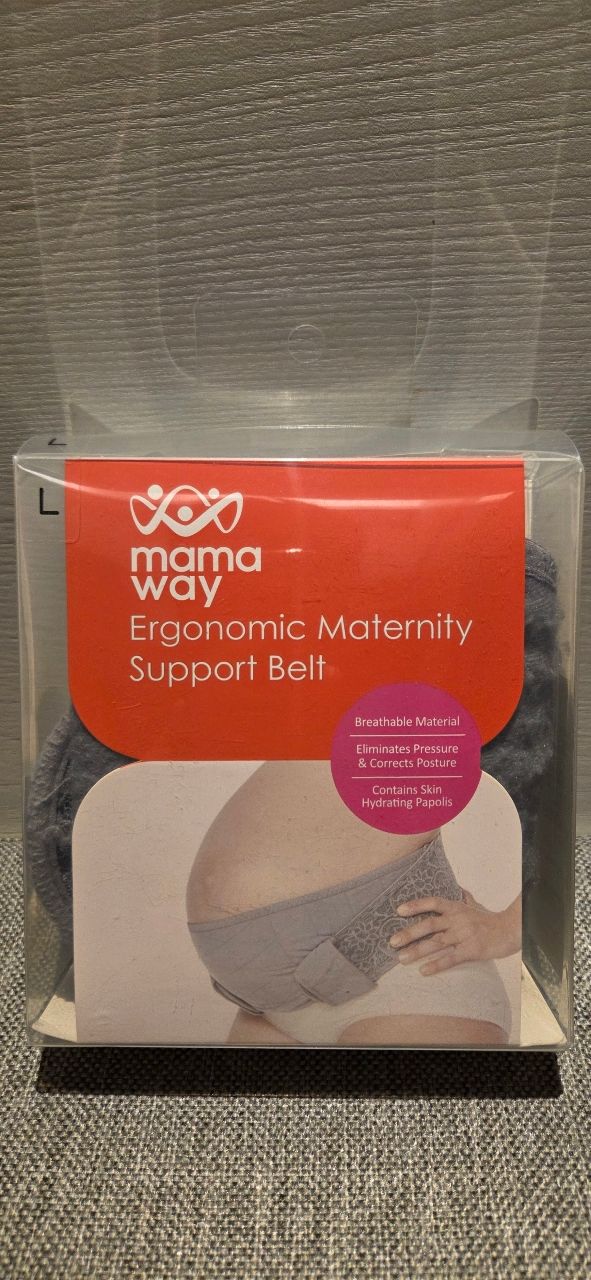 L
mama
way
Ergonomic Maternity
Support Belt
Breathable Material
Eliminates Pressure
& Corrects Posture
Contains Skin
Hydrating Papolis